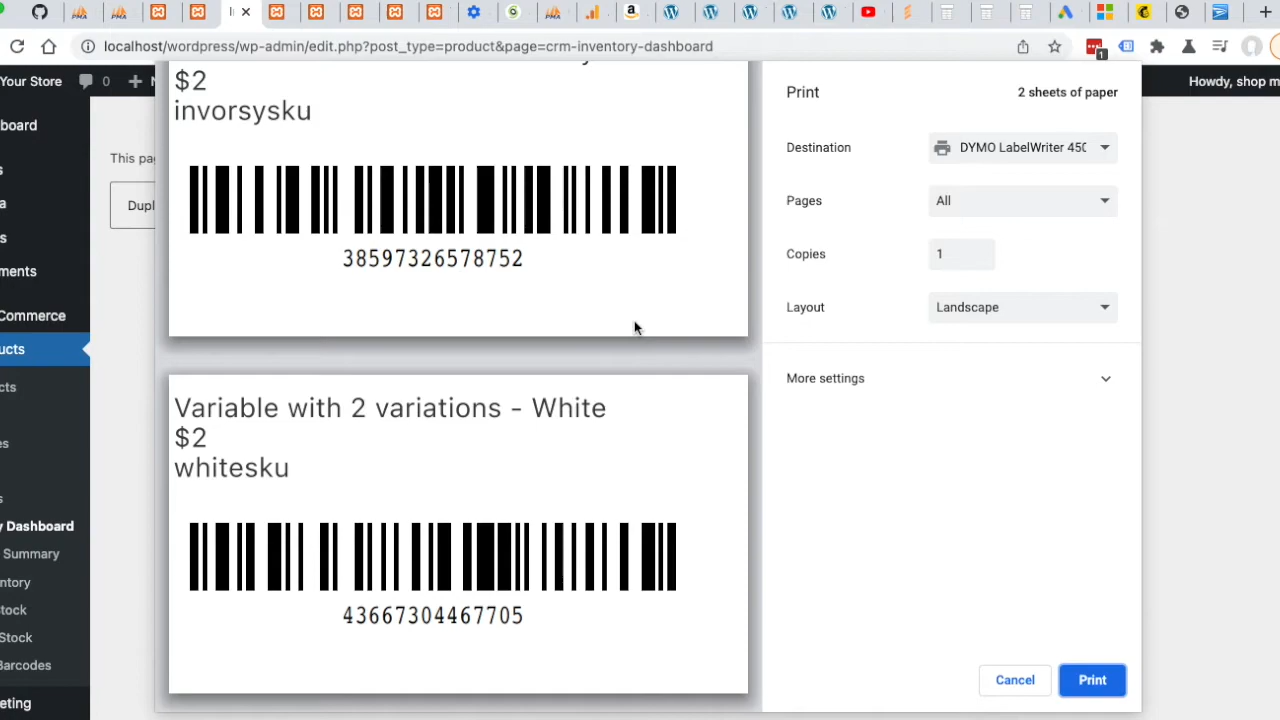 localhost/wordpress/wp-admin/edit.php?post_type=product&page=crm-inventory-dashboard
1
Your Store
0
Howdy, shop m
board
This pag
Dupl
ments
Commerce
ucts
cts
es
y Dashboard
Summary
ntory
tock
Stock
Barcodes
eting
$2
invorsysku
38597326578752
Variable with 2 variations - White
$2
whitesku
43667304467705
Print
2 sheets of paper
Destination
DYMO LabelWriter 450
Pages
All
Copies
1
Layout
Landscape
More settings
Cancel
Print